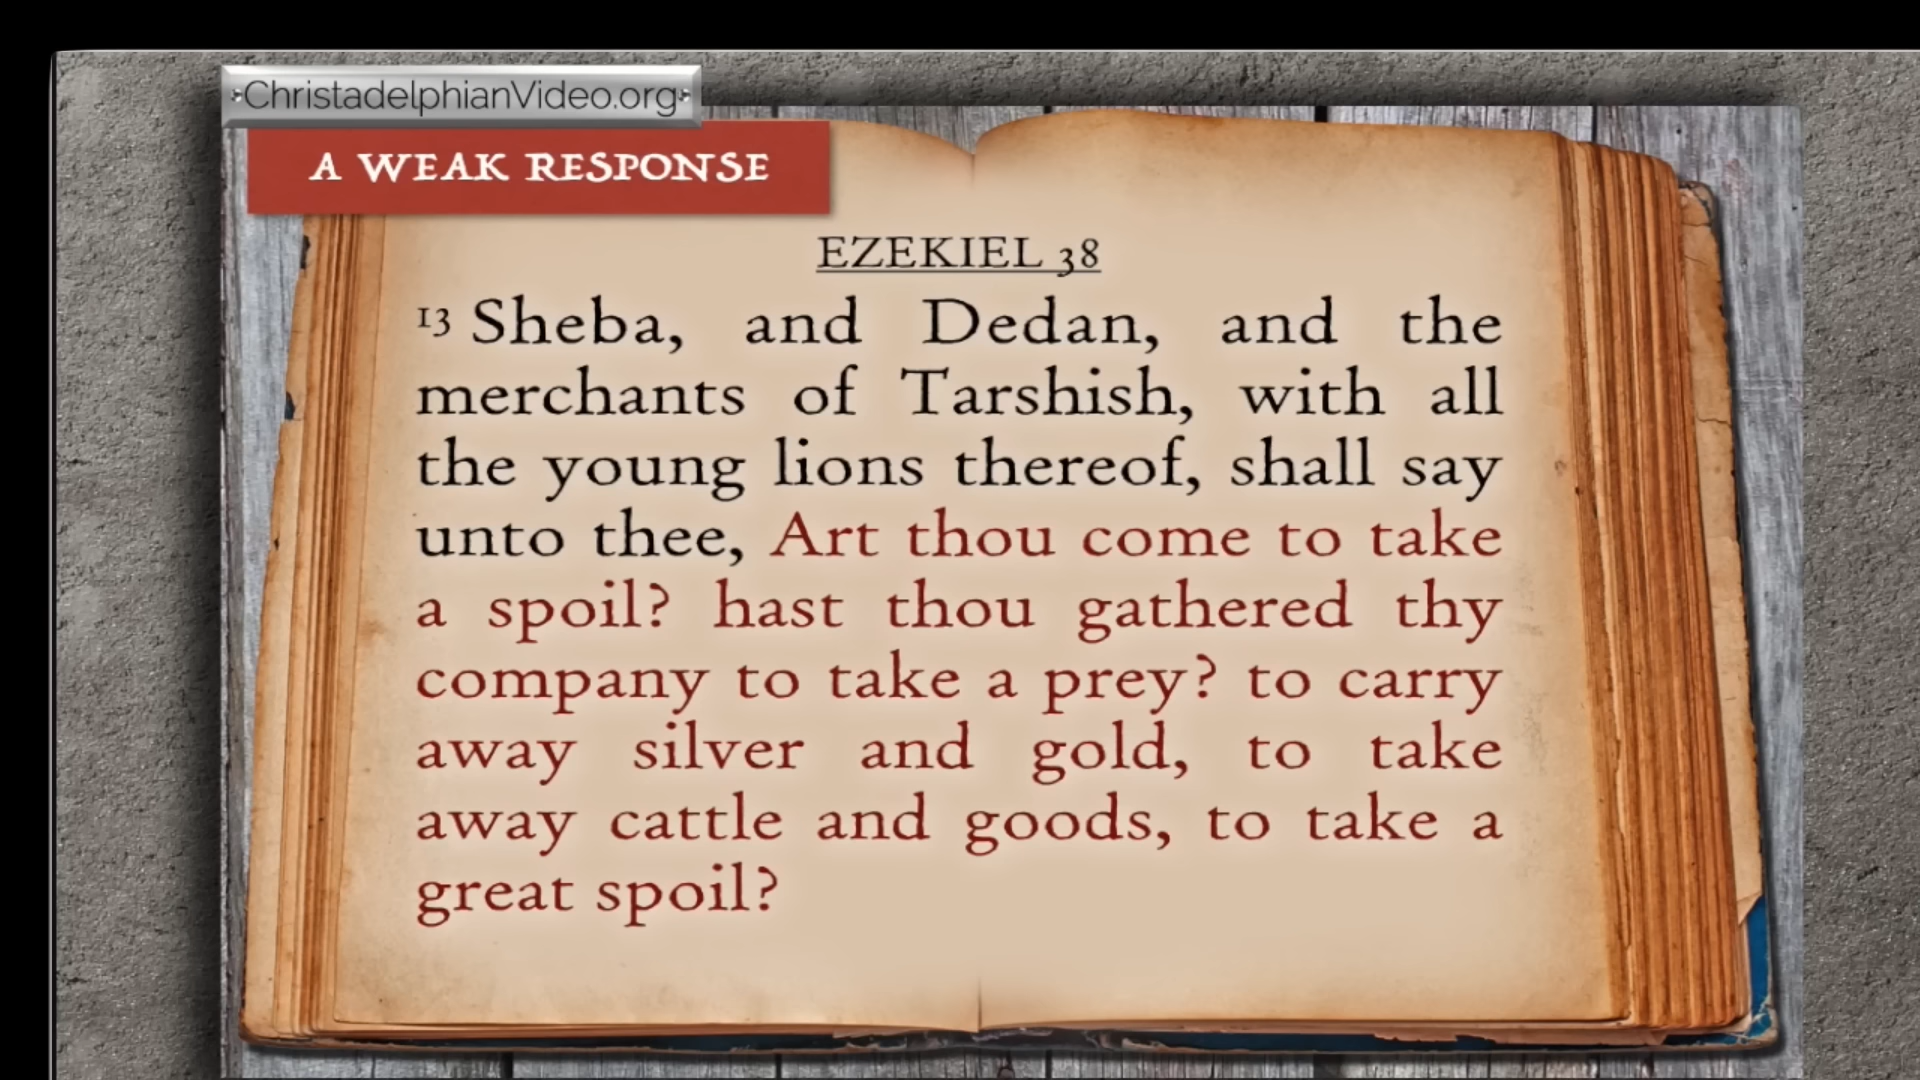 ChristadelphianVideo.org
A WEAK RESPONSE
EZEKIEL 38
13 Sheba, and Dedan, and the
merchants of Tarshish, with all
the young lions thereof, shall say
unto thee, Art thou come to take
a spoil? hast thou gathered thy
company to take a prey? to carry
away silver and gold, to take
away cattle and goods, to take a
great spoil?